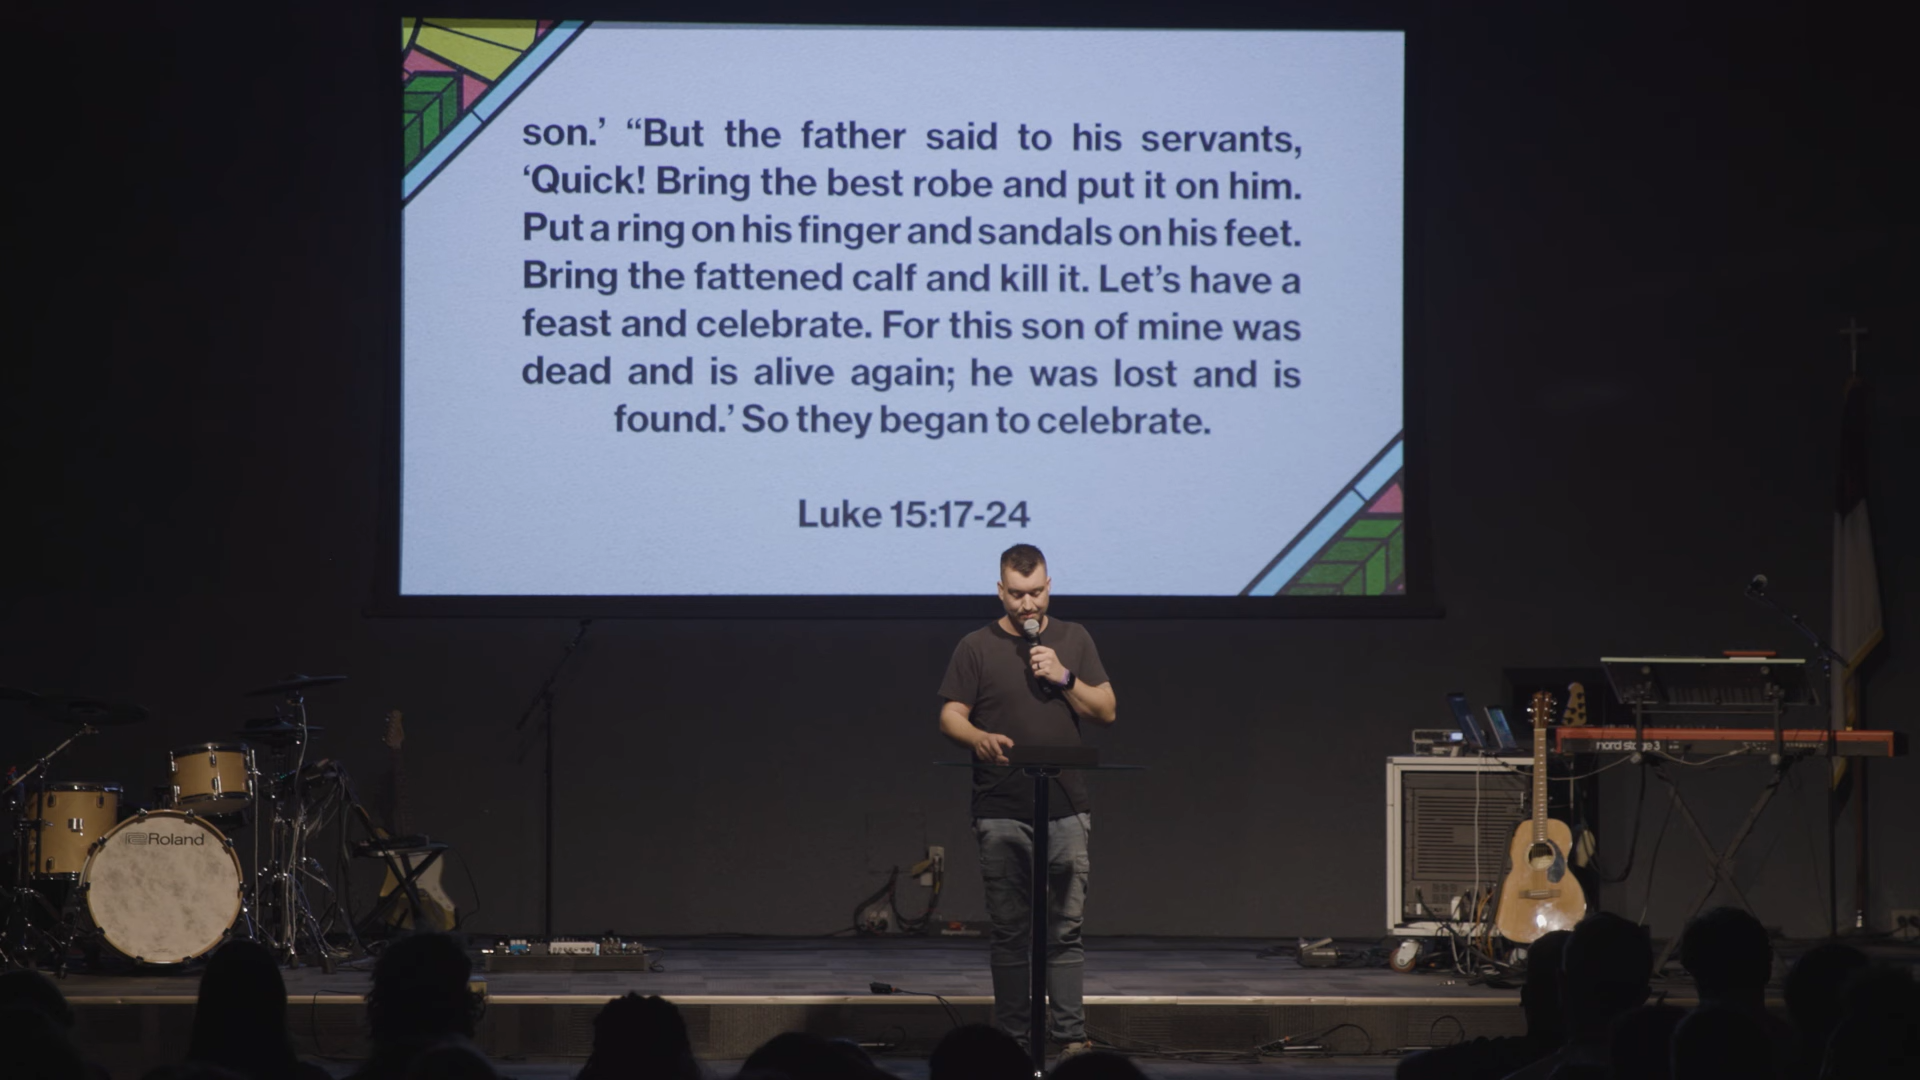 son.’ “But the father said to his servants,
‘Quick! Bring the best robe and put it on him.
Put a ring on his finger and sandals on his feet.
Bring the fattened calf and kill it. Let’s have a
feast and celebrate. For this son of mine was
dead and is alive again; he was lost and is
found.’ So they began to celebrate.
Luke 15:17-24
nord stage 3
Roland